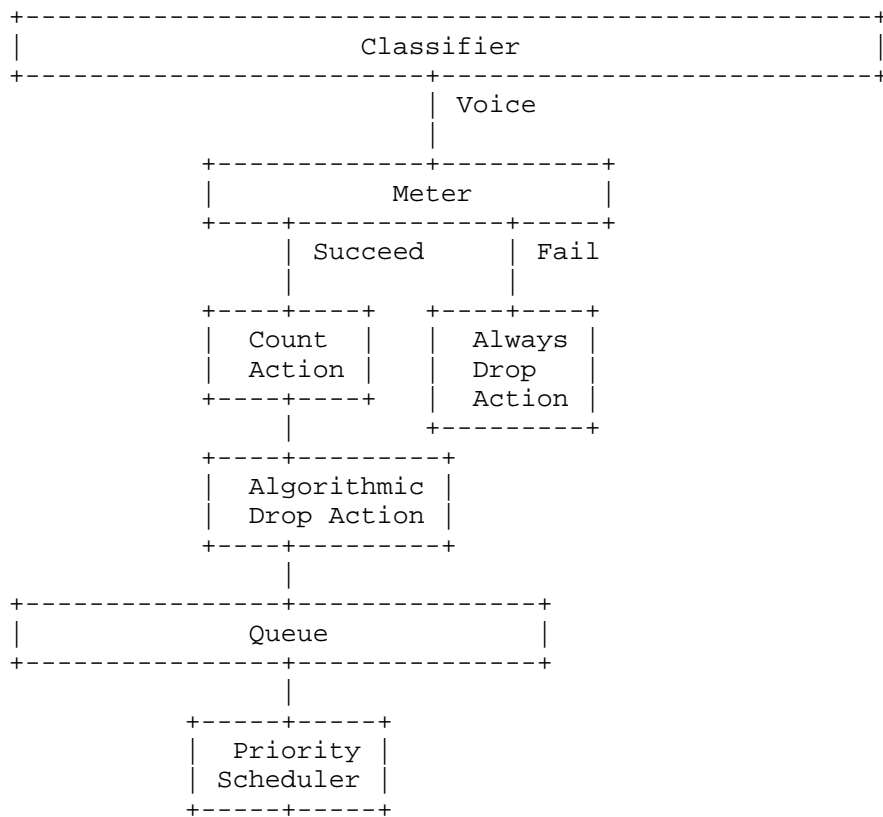 Classifier
Voice
Meter
Succeed Fail
Count Always
Action Drop
Action
Algorithmic
Drop Action
Queue
Priority
Scheduler